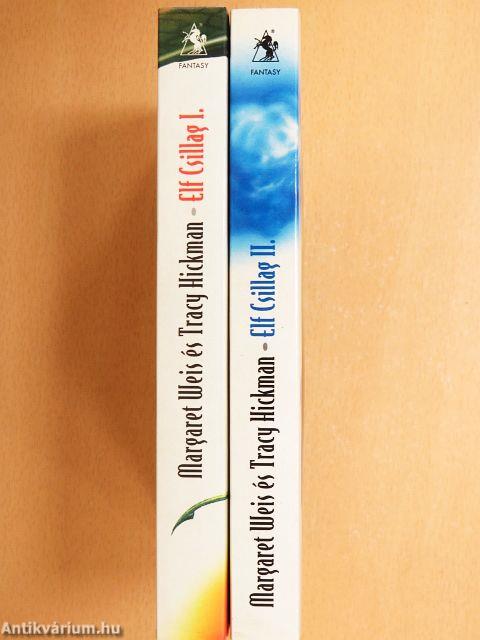 FANTASY
Margaret Weis és Tracy Hickman • Elf Csillag I.
FANTASY
Margaret Weis és Tracy Hickman • Elf Csillag II.
Antikvárium.hu